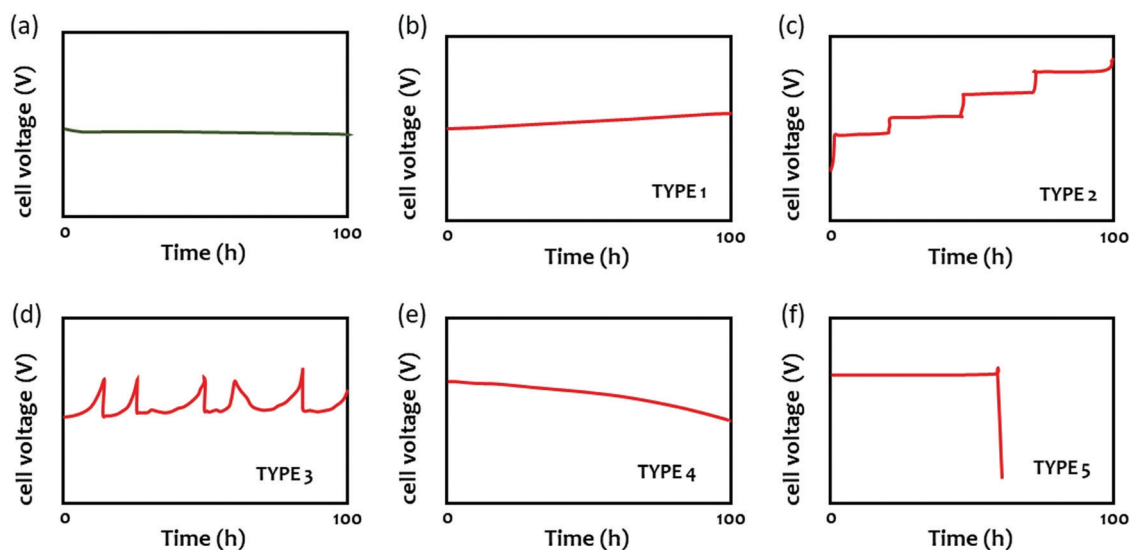 (a)
cell voltage (V)
0
100
Time (h)
(b)
cell voltage (V)
TYPE 1
0
100
Time (h)
(c)
cell voltage (V)
TYPE 2
0
100
Time (h)
(d)
cell voltage (V)
TYPE 3
0
100
Time (h)
(e)
cell voltage (V)
TYPE 4
0
100
Time (h)
(f)
cell voltage (V)
TYPE 5
0
100
Time (h)